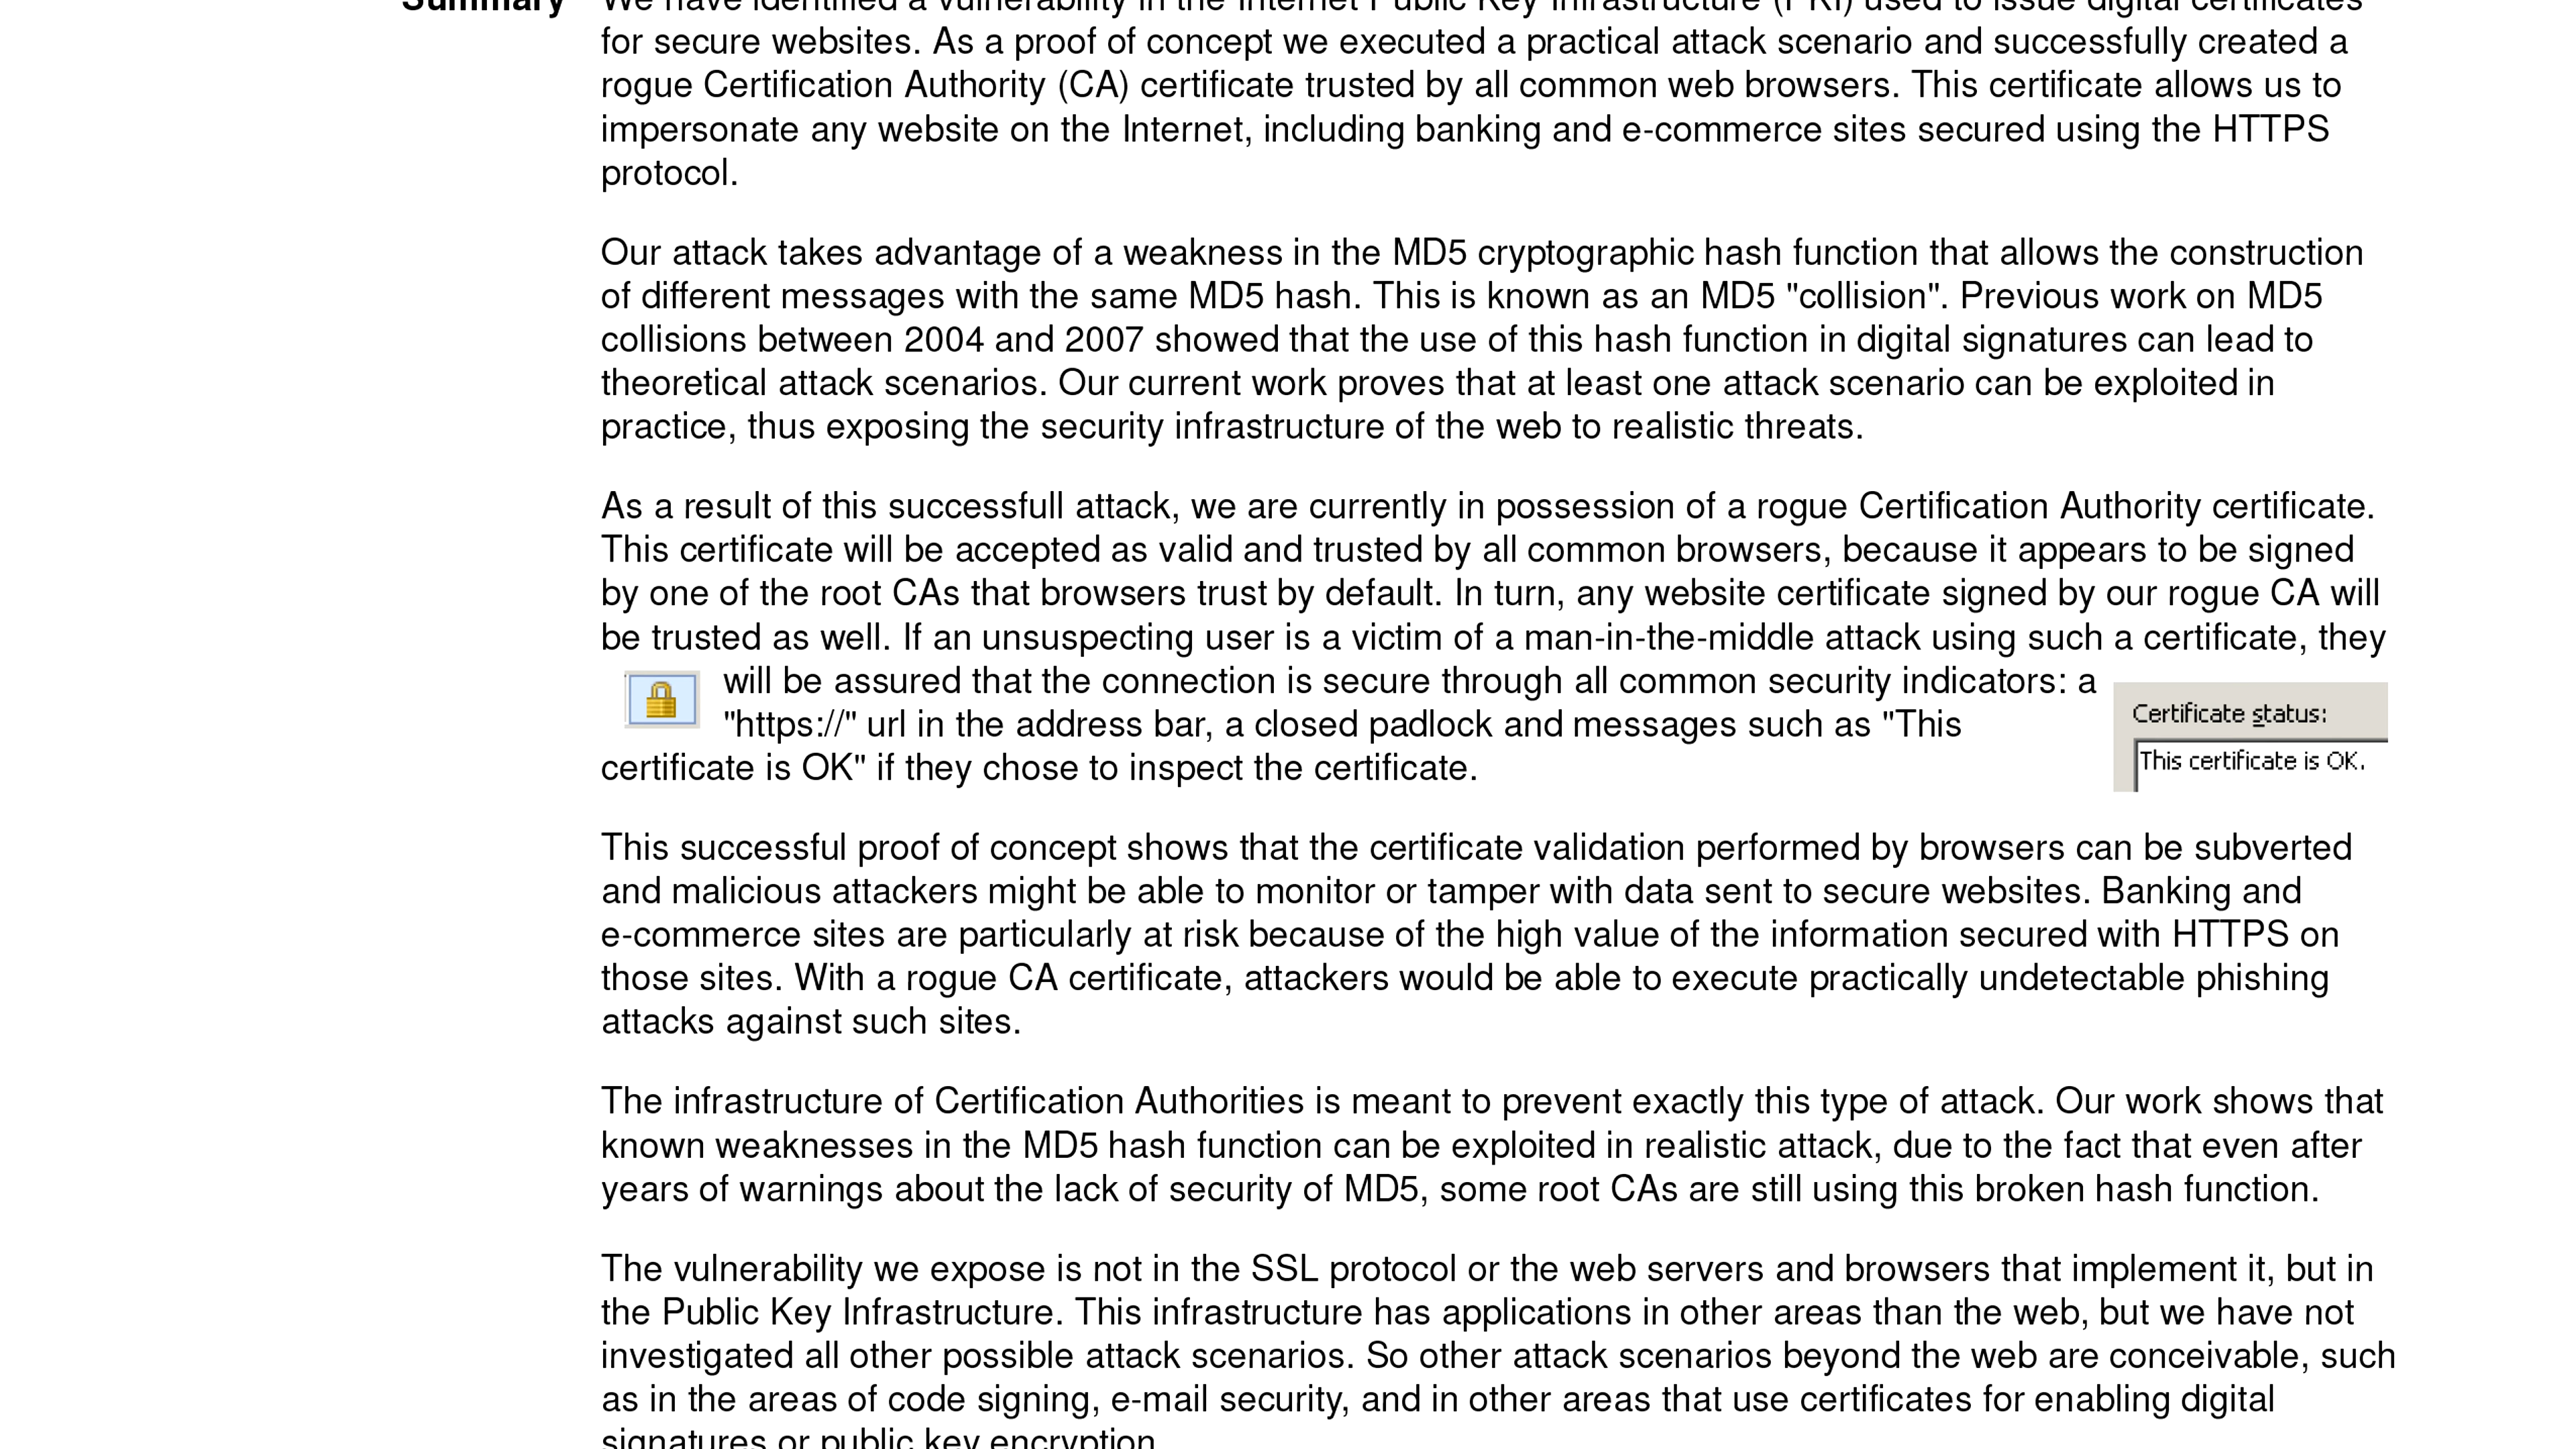 Summary We have identified a vulnerability in the Internet Public Key Infrastructure (PKI) used to issue digital certificates
for secure websites. As a proof of concept we executed a practical attack scenario and successfully created a
rogue Certification Authority (CA) certificate trusted by all common web browsers. This certificate allows us to
impersonate any website on the Internet, including banking and e-commerce sites secured using the HTTPS
protocol.
Our attack takes advantage of a weakness in the MD5 cryptographic hash function that allows the construction
of different messages with the same MD5 hash. This is known as an MD5 "collision". Previous work on MD5
collisions between 2004 and 2007 showed that the use of this hash function in digital signatures can lead to
theoretical attack scenarios. Our current work proves that at least one attack scenario can be exploited in
practice, thus exposing the security infrastructure of the web to realistic threats.
As a result of this successfull attack, we are currently in possession of a rogue Certification Authority certificate.
This certificate will be accepted as valid and trusted by all common browsers, because it appears to be signed
by one of the root CAs that browsers trust by default. In turn, any website certificate signed by our rogue CA will
be trusted as well. If an unsuspecting user is a victim of a man-in-the-middle attack using such a certificate, they
will be assured that the connection is secure through all common security indicators: a
"https://" url in the address bar, a closed padlock and messages such as "This
certificate is OK" if they chose to inspect the certificate.
Certificate status:
This certificate is OK.
This successful proof of concept shows that the certificate validation performed by browsers can be subverted
and malicious attackers might be able to monitor or tamper with data sent to secure websites. Banking and
e-commerce sites are particularly at risk because of the high value of the information secured with HTTPS on
those sites. With a rogue CA certificate, attackers would be able to execute practically undetectable phishing
attacks against such sites.
The infrastructure of Certification Authorities is meant to prevent exactly this type of attack. Our work shows that
known weaknesses in the MD5 hash function can be exploited in realistic attack, due to the fact that even after
years of warnings about the lack of security of MD5, some root CAs are still using this broken hash function.
The vulnerability we expose is not in the SSL protocol or the web servers and browsers that implement it, but in
the Public Key Infrastructure. This infrastructure has applications in other areas than the web, but we have not
investigated all other possible attack scenarios. So other attack scenarios beyond the web are conceivable, such
as in the areas of code signing, e-mail security, and in other areas that use certificates for enabling digital
signatures or public key encryption.